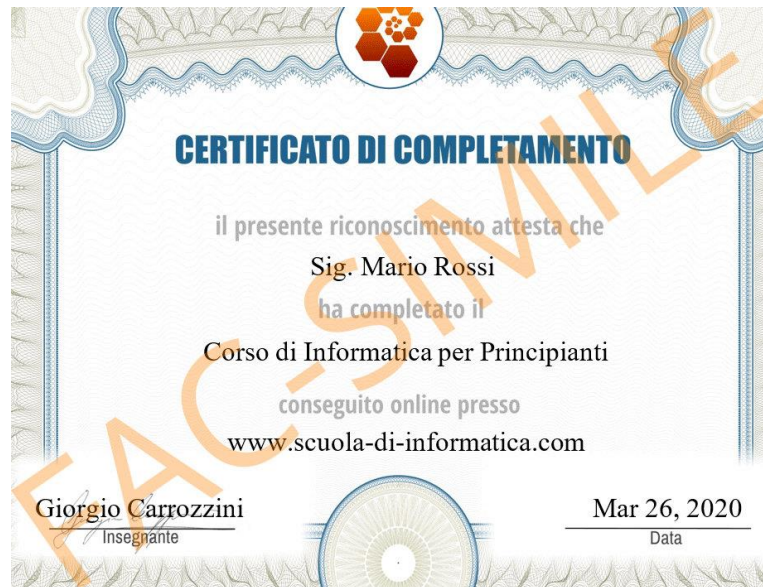 CERTIFICATO DI COMPLETAMENTO
il presente riconoscimento attesta che
Sig. Mario Rossi
ha completato il
Corso di Informatica per Principianti
conseguito online presso
www.scuola-di-informatica.com
Giorgio Carrozzini
Insegnante
Mar 26, 2020
Data
FAC-SIMILE